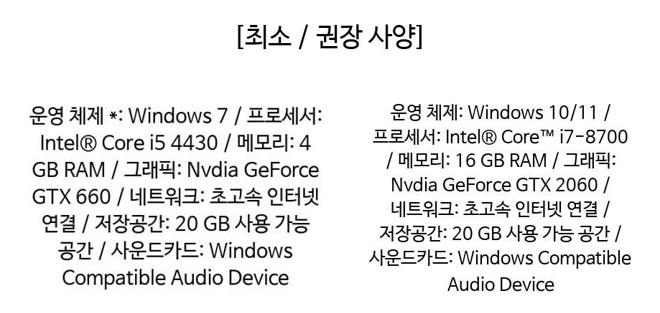 [최소 / 권장 사양]
운영 체제 *: Windows 7 / 프로세서:
Intel® Core i5 4430 / 메모리: 4
GB RAM / 그래픽: Nvdia GeForce
GTX 660 / 네트워크: 초고속 인터넷
연결 / 저장공간: 20 GB 사용 가능
공간 / 사운드카드: Windows
Compatible Audio Device
운영 체제: Windows 10/11 /
프로세서: Intel® Core™ i7-8700
/ 메모리: 16 GB RAM / 그래픽:
Nvdia GeForce GTX 2060 /
네트워크: 초고속 인터넷 연결 /
저장공간: 20 GB 사용 가능 공간 /
사운드카드: Windows Compatible
Audio Device